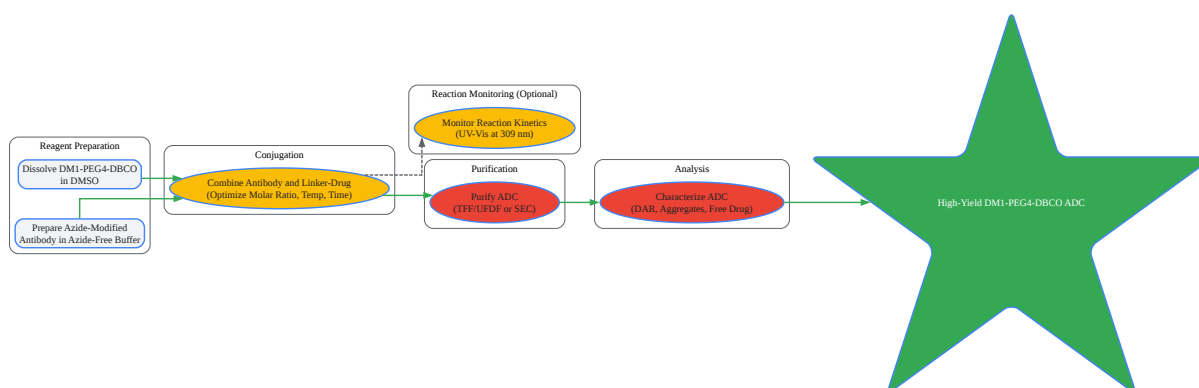 Reagent Preparation
Dissolve DM1-PEG4-DBCO
in DMSO
Prepare Azide-Modified
Antibody in Azide-Free Buffer
Conjugation
Combine Antibody and Linker-Drug
(Optimize Molar Ratio, Temp, Time)
Reaction Monitoring (Optional)
Monitor Reaction Kinetics
(UV-Vis at 309 nm)
Purification
Purify ADC
(TFF/UFDF or SEC)
Analysis
Characterize ADC
(DAR, Aggregates, Free Drug)
High-Yield DM1-PEG4-DBCO ADC